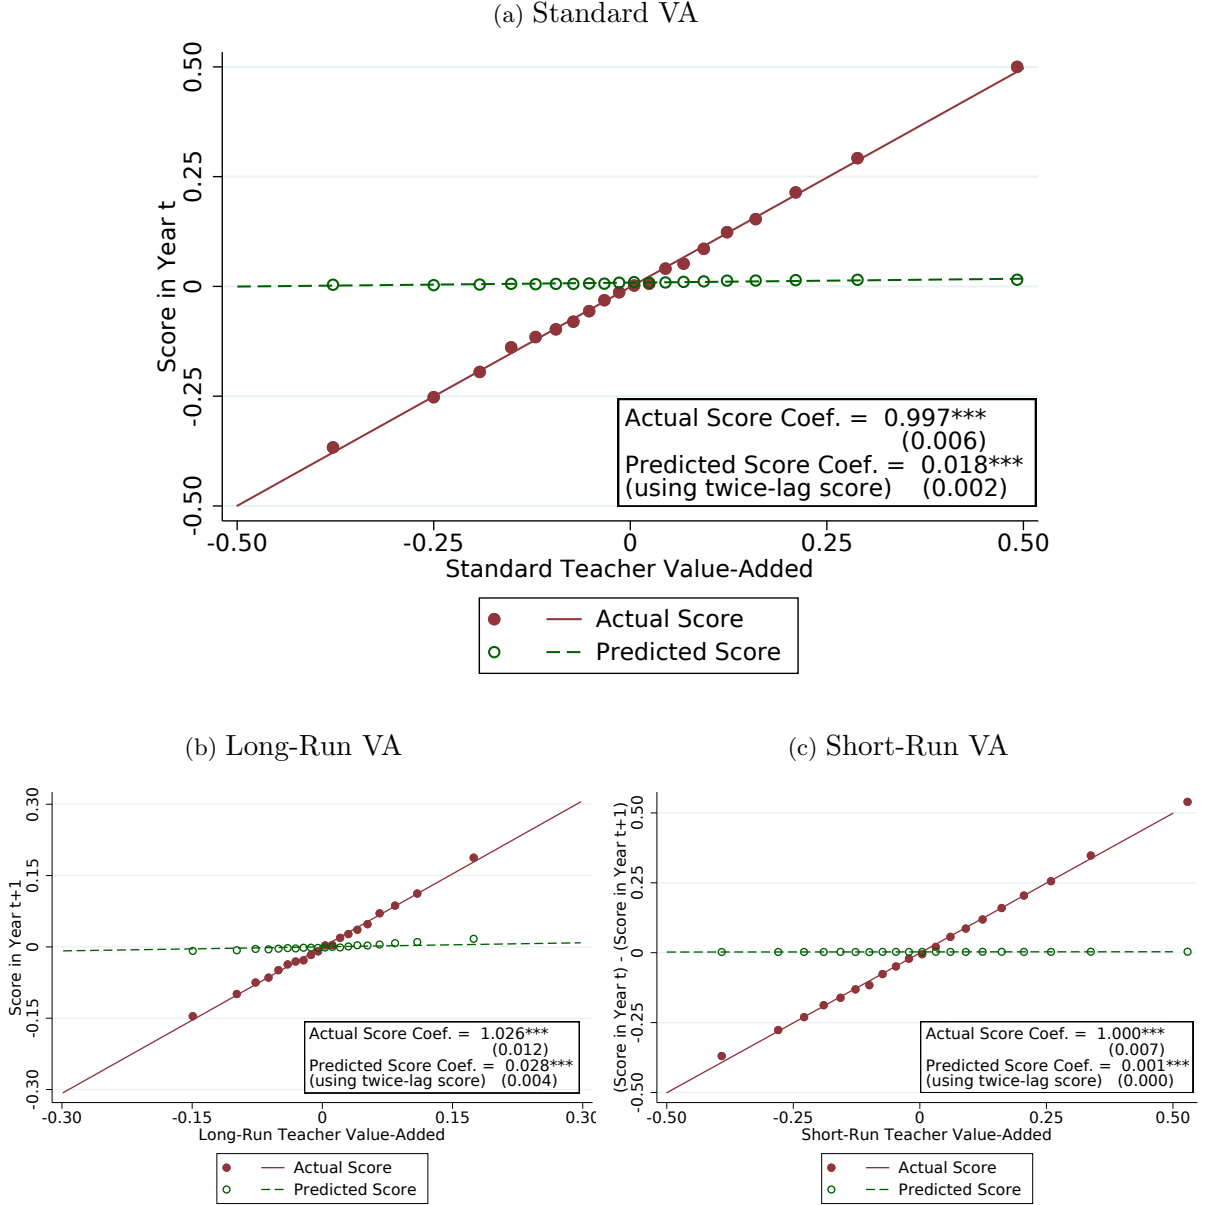 (a) Standard VA
Score in Year t
0.50
0.25
0
-0.25
-0.50
Actual Score Coef. = 0.997***
(0.006)
Predicted Score Coef. = 0.018***
(using twice-lag score) (0.002)
-0.50 -0.25 0 0.25 0.50
Standard Teacher Value-Added
Actual Score
Predicted Score
(b) Long-Run VA
Score in Year t+1
0.30
0.15
0
-0.15
-0.30
Actual Score Coef. = 1.026***
(0.012)
Predicted Score Coef. = 0.028***
(using twice-lag score) (0.004)
-0.30 -0.15 0 0.15 0.30
Long-Run Teacher Value-Added
Actual Score
Predicted Score
(c) Short-Run VA
(Score in Year t) - (Score in Year t+1)
0.50
0.25
0
-0.25
-0.50
Actual Score Coef. = 1.000***
(0.007)
Predicted Score Coef. = 0.001***
(using twice-lag score) (0.000)
-0.50 -0.25 0 0.25 0.50
Short-Run Teacher Value-Added
Actual Score
Predicted Score